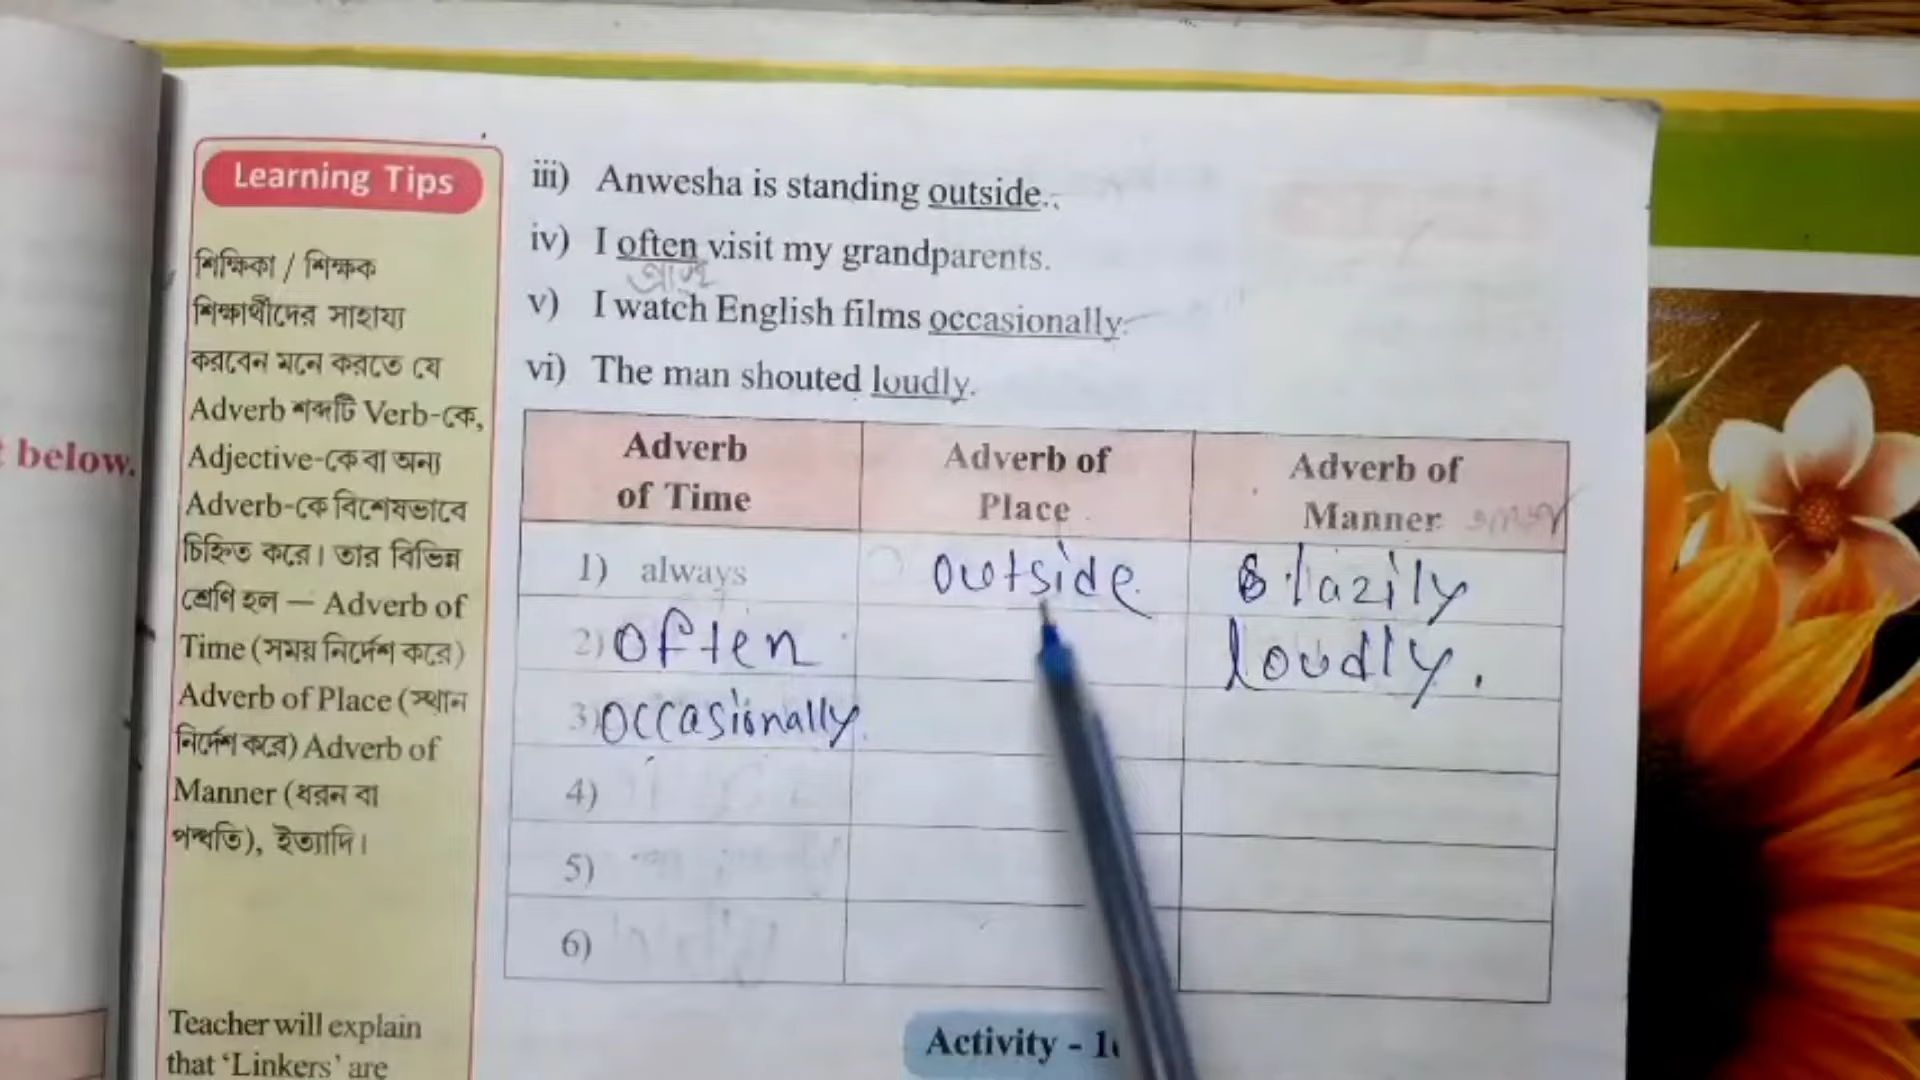 Learning Tips
শিক্ষিকা / শিক্ষক
শিক্ষার্থীদের সাহায্য
করবেন মনে করতে যে
Adverb শব্দটি Verb-কে,
Adjective-কে বা অন্য
Adverb-কে বিশেষভাবে
চিহ্নিত করে। তার বিভিন্ন
শ্রেণি হল — Adverb of
Time (সময় নির্দেশ করে)
Adverb of Place (স্থান
নির্দেশ করে) Adverb of
Manner (ধরন বা
পদ্ধতি), ইত্যাদি।
Teacher will explain
that ‘Linkers’ are
below.
iii) Anwesha is standing outside.
iv) I often visit my grandparents.
v) I watch English films occasionally.
vi) The man shouted loudly.
Adverb of Time
Adverb of Place
Adverb of Manner
1) always
outside
lazily
2) often
loudly.
3) occasionally
4)
5)
6)
Activity -